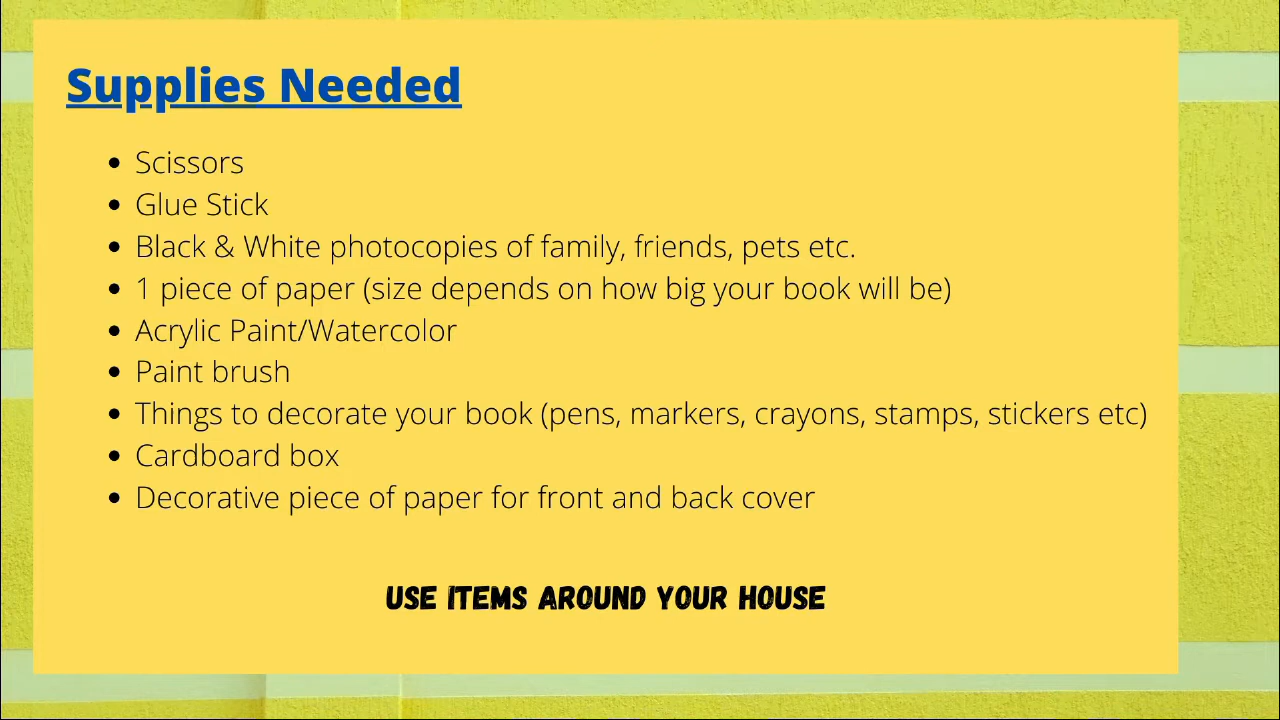 Supplies Needed
• Scissors
• Glue Stick
• Black & White photocopies of family, friends, pets etc.
• 1 piece of paper (size depends on how big your book will be)
• Acrylic Paint/Watercolor
• Paint brush
• Things to decorate your book (pens, markers, crayons, stamps, stickers etc)
• Cardboard box
• Decorative piece of paper for front and back cover
USE ITEMS AROUND YOUR HOUSE